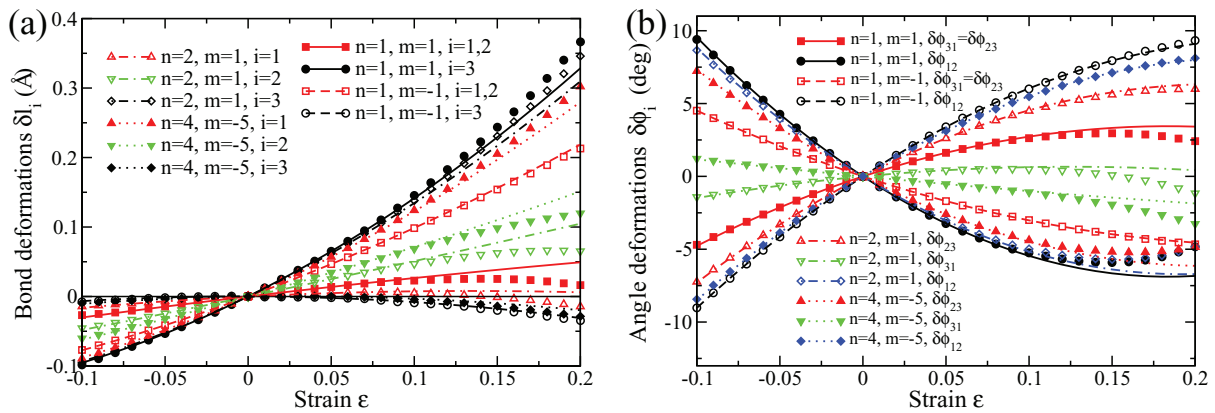 (a)
0.4
0.3
0.2
0.1
0
-0.1
Bond deformations δl_i (Å)
n=2, m=1, i=1
n=2, m=1, i=2
n=2, m=1, i=3
n=4, m=-5, i=1
n=4, m=-5, i=2
n=4, m=-5, i=3
n=1, m=1, i=1,2
n=1, m=1, i=3
n=1, m=-1, i=1,2
n=1, m=-1, i=3
-0.1 -0.05 0 0.05 0.1 0.15 0.2
Strain ε
(b)
10
5
0
-5
-10
Angle deformations δϕ_i (deg)
n=1, m=1, δϕ_31=δϕ_23
n=1, m=1, δϕ_12
n=1, m=-1, δϕ_31=δϕ_23
n=1, m=-1, δϕ_12
n=2, m=1, δϕ_23
n=2, m=1, δϕ_31
n=2, m=1, δϕ_12
n=4, m=-5, δϕ_23
n=4, m=-5, δϕ_31
n=4, m=-5, δϕ_12
-0.1 -0.05 0 0.05 0.1 0.15 0.2
Strain ε